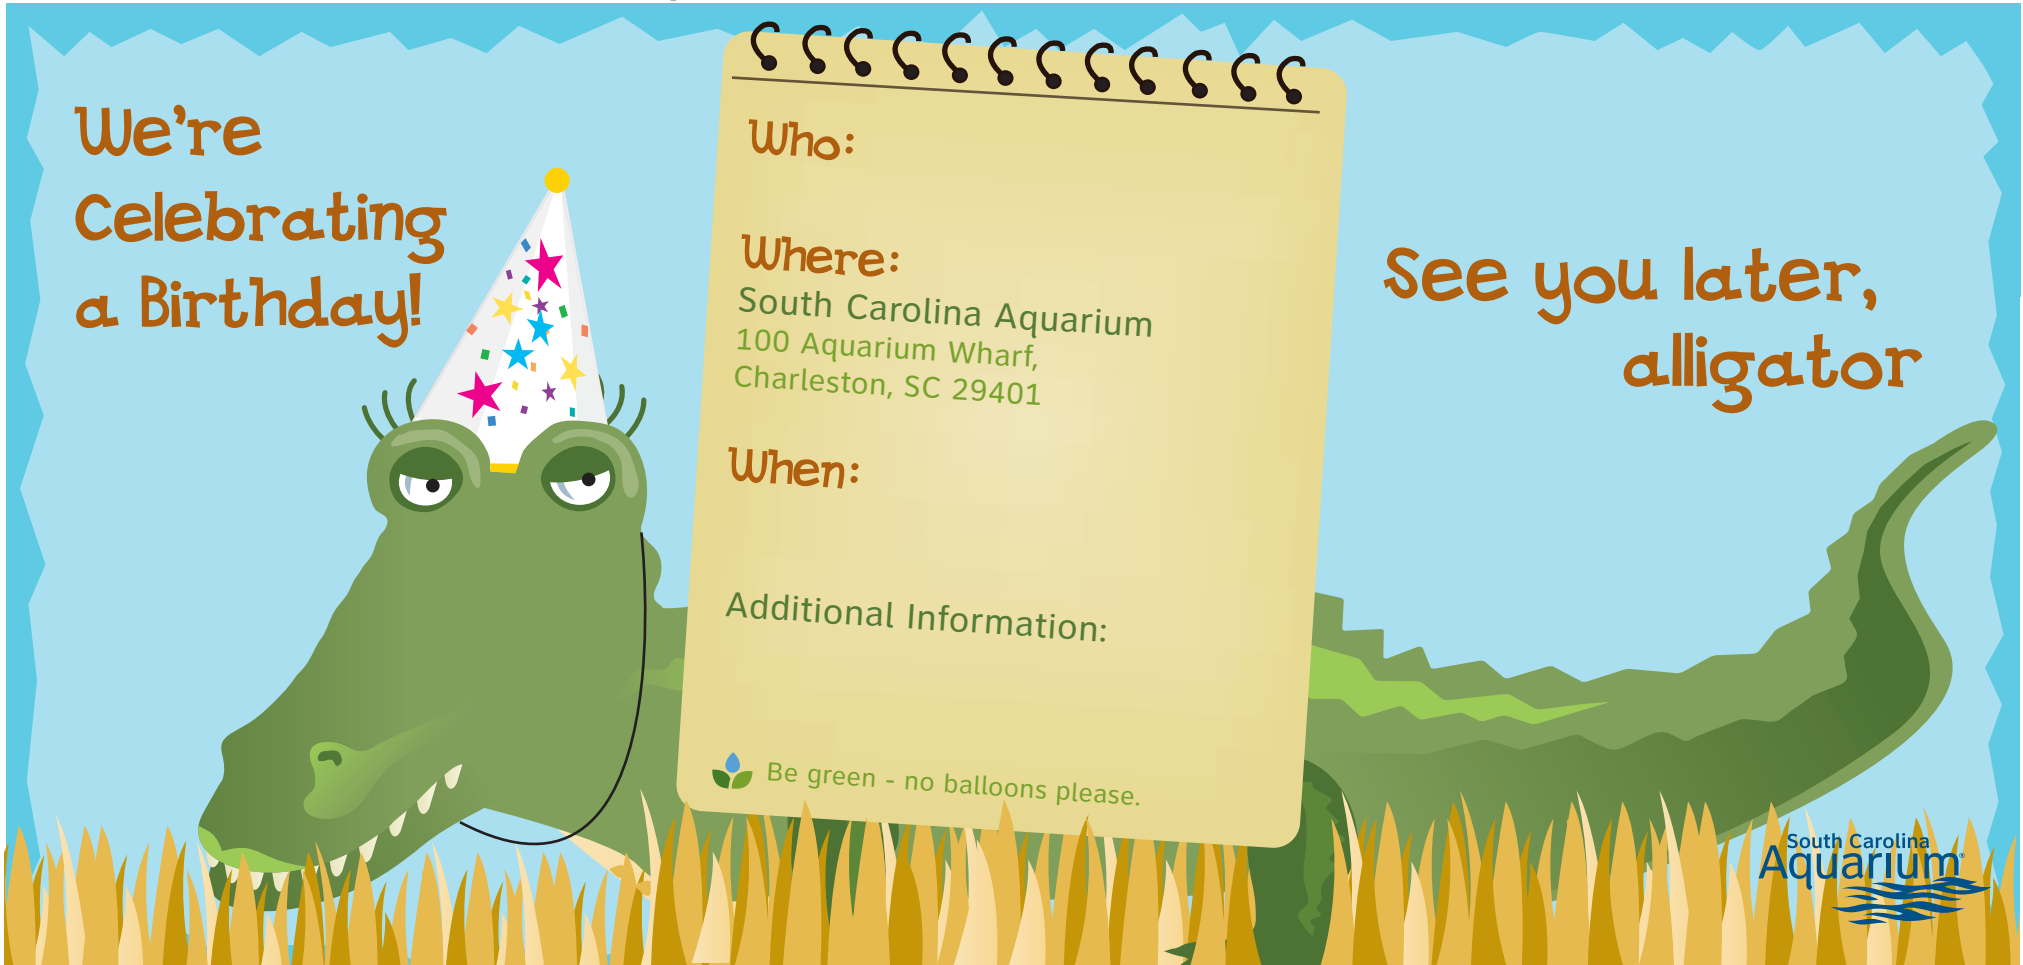 We're
Celebrating
a Birthday!
Who:
Where:
South Carolina Aquarium
100 Aquarium Wharf,
Charleston, SC 29401
When:
Additional Information:
Be green - no balloons please.
See you later,
alligator
South Carolina
Aquarium®